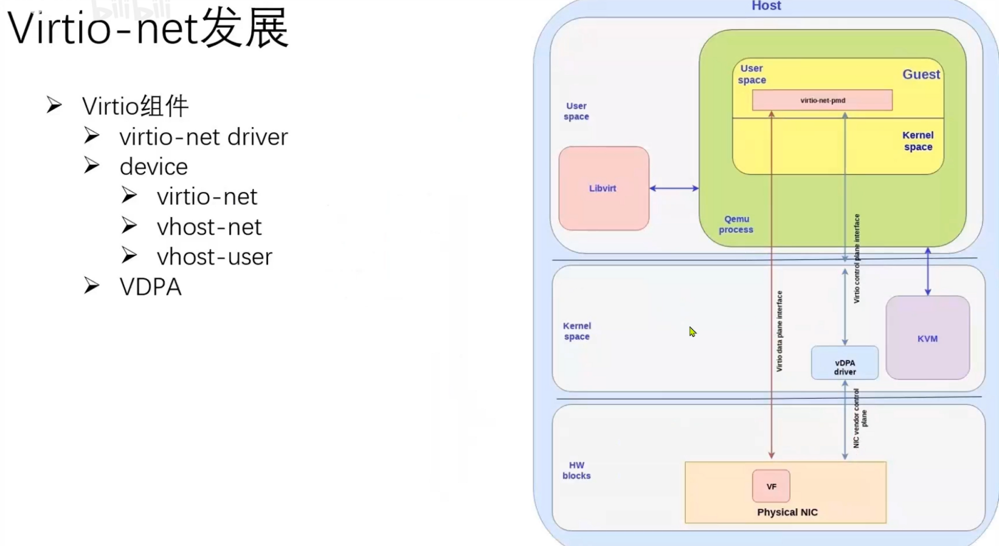 bilibili
Virtio-net发展
Virtio组件
virtio-net driver
device
virtio-net
vhost-net
vhost-user
VDPA
Host
User
space
Guest
virtio-net-pmd
Kernel
space
User
space
Libvirt
Qemu
process
Virtio control plane interface
Virtio data plane interface
Kernel
space
KVM
vDPA
driver
NIC vendor control
plane
HW
blocks
VF
Physical NIC